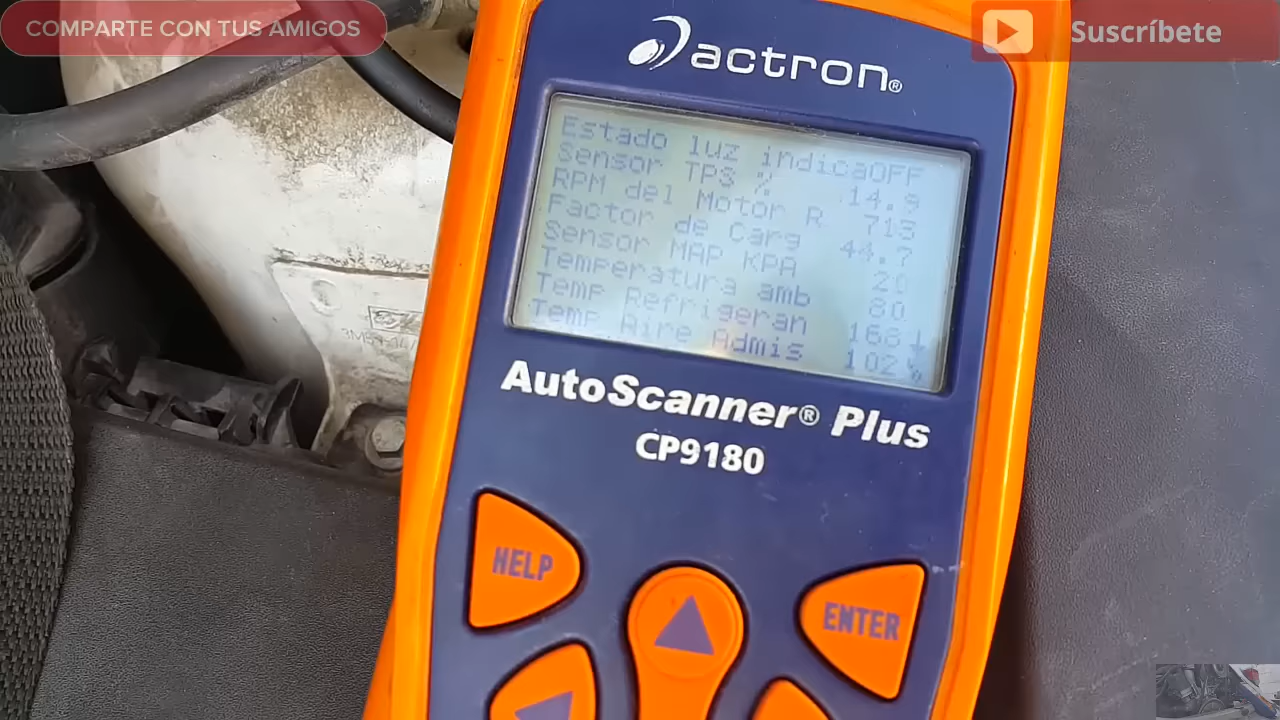 COMPARTE CON TUS AMIGOS
Suscríbete
actron®
Estado luz indicaOFF
Sensor TPS % 14.9
RPM del Motor R 713
Factor de Carg 44.7
Sensor MAP KPA
Temperatura amb 80
Temp Refrigeran 168
Temp Aire Admis 102
AutoScanner® Plus
CP9180
HELP
ENTER